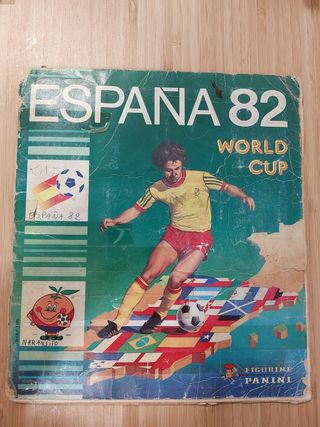 ESPAÑA 82
WORLD
CUP
ESPAÑA 82
NARANJITO
FIGURINE
PANINI